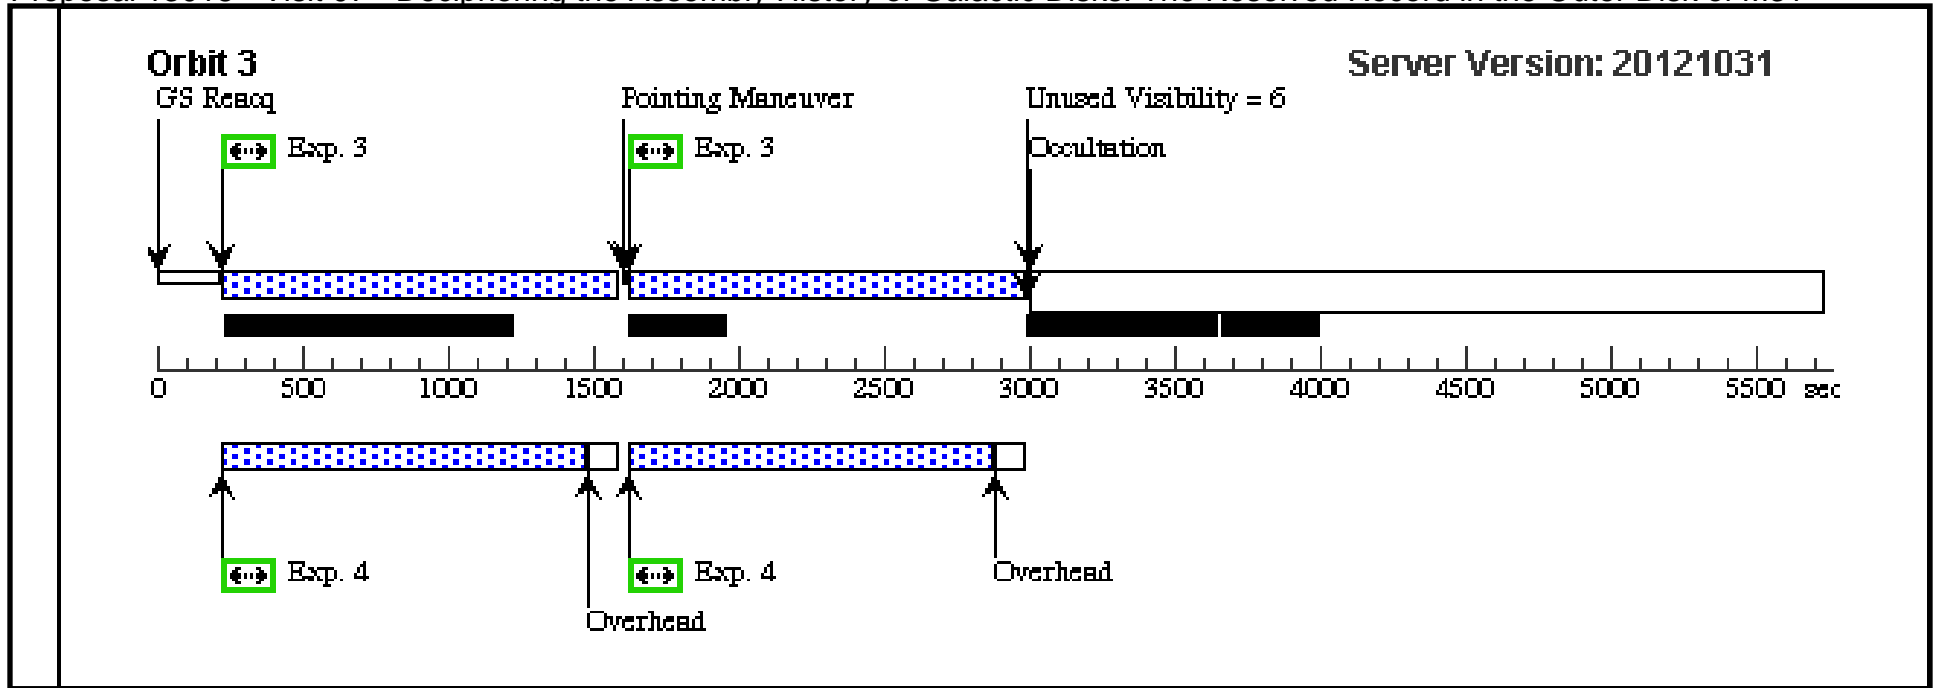 Orbit 3
Server Version: 20121031
GS Reacq
Pointing Maneuver
Unused Visibility = 6
Exp. 3
Exp. 3
Occultation
0 500 1000 1500 2000 2500 3000 3500 4000 4500 5000 5500 sec
Exp. 4
Exp. 4
Overhead
Overhead